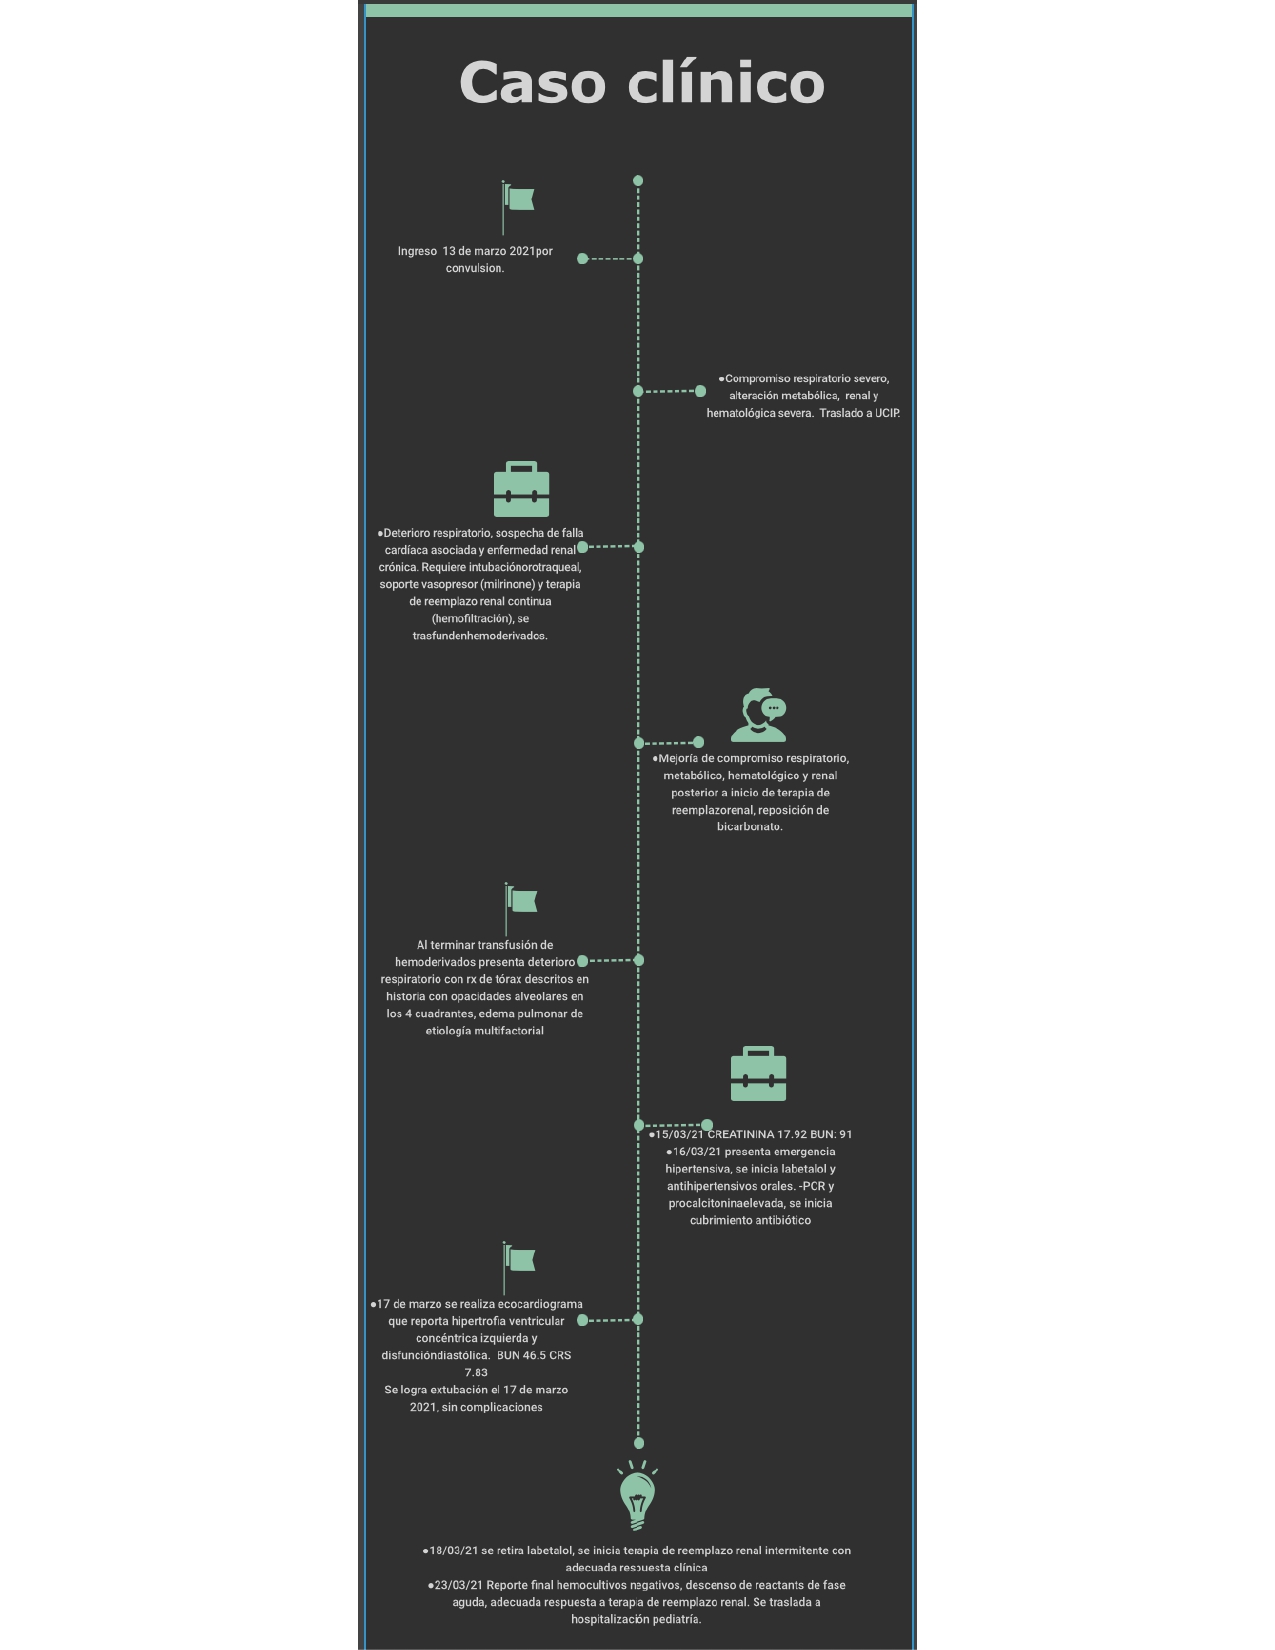 Caso clínico
Ingreso 13 de marzo 2021por
convulsion.
●Compromiso respiratorio severo,
alteración metabólica, renal y
hematológica severa. Traslado a UCIP.
●Deterioro respiratorio, sospecha de falla
cardíaca asociada y enfermedad renal
crónica. Requiere intubaciónorotraqueal,
soporte vasopresor (milrinone) y terapia
de reemplazo renal continua
(hemofiltración), se
trasfundenhemoderivados.
●Mejoría de compromiso respiratorio,
metabólico, hematológico y renal
posterior a inicio de terapia de
reemplazorenal, reposición de
bicarbonato.
Al terminar transfusión de
hemoderivados presenta deterioro
respiratorio con rx de tórax descritos en
historia con opacidades alveolares en
los 4 cuadrantes, edema pulmonar de
etiología multifactorial
●15/03/21 CREATININA 17.92 BUN: 91
●16/03/21 presenta emergencia
hipertensiva, se inicia labetalol y
antihipertensivos orales. -PCR y
procalcitoninaelevada, se inicia
cubrimiento antibiótico
●17 de marzo se realiza ecocardiograma
que reporta hipertrofia ventricular
concéntrica izquierda y
disfuncióndiastólica. BUN 46.5 CRS
7.83
Se logra extubación el 17 de marzo
2021, sin complicaciones
●18/03/21 se retira labetalol, se inicia terapia de reemplazo renal intermitente con
adecuada respuesta clínica
●23/03/21 Reporte final hemocultivos negativos, descenso de reactants de fase
aguda, adecuada respuesta a terapia de reemplazo renal. Se traslada a
hospitalización pediatría.